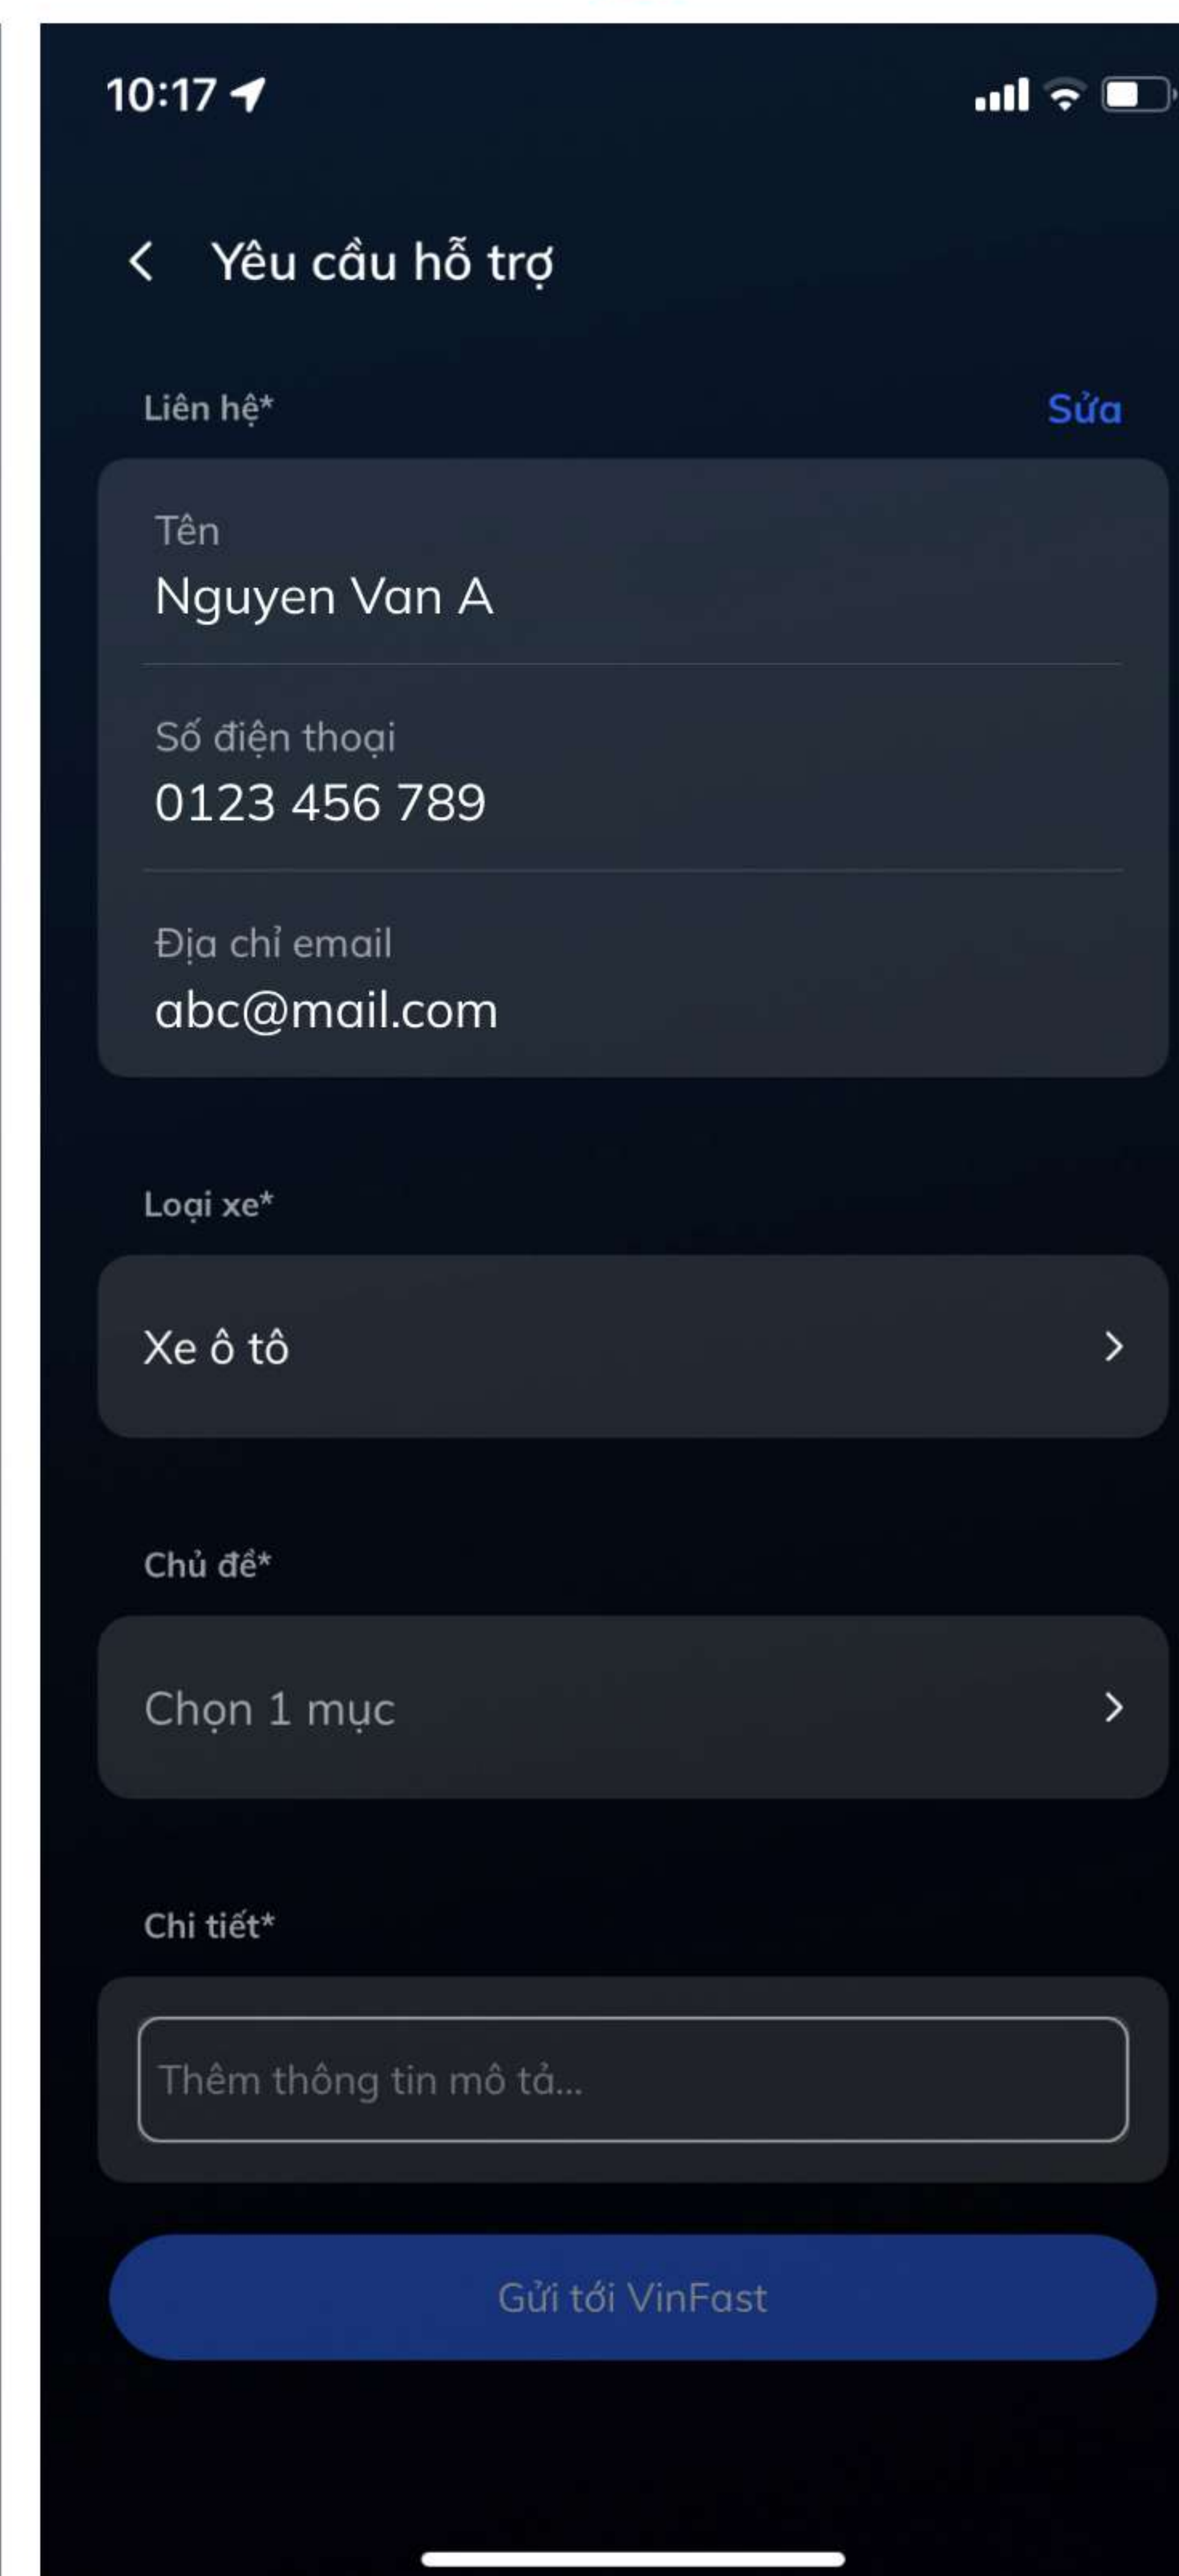 10:17
Yêu cầu hỗ trợ
Liên hệ* Sửa
Tên
Nguyen Van A
Số điện thoại
0123 456 789
Địa chỉ email
abc@mail.com
Loại xe*
Xe ô tô
Chủ đề*
Chọn 1 mục
Chi tiết*
Thêm thông tin mô tả...
Gửi tới VinFast